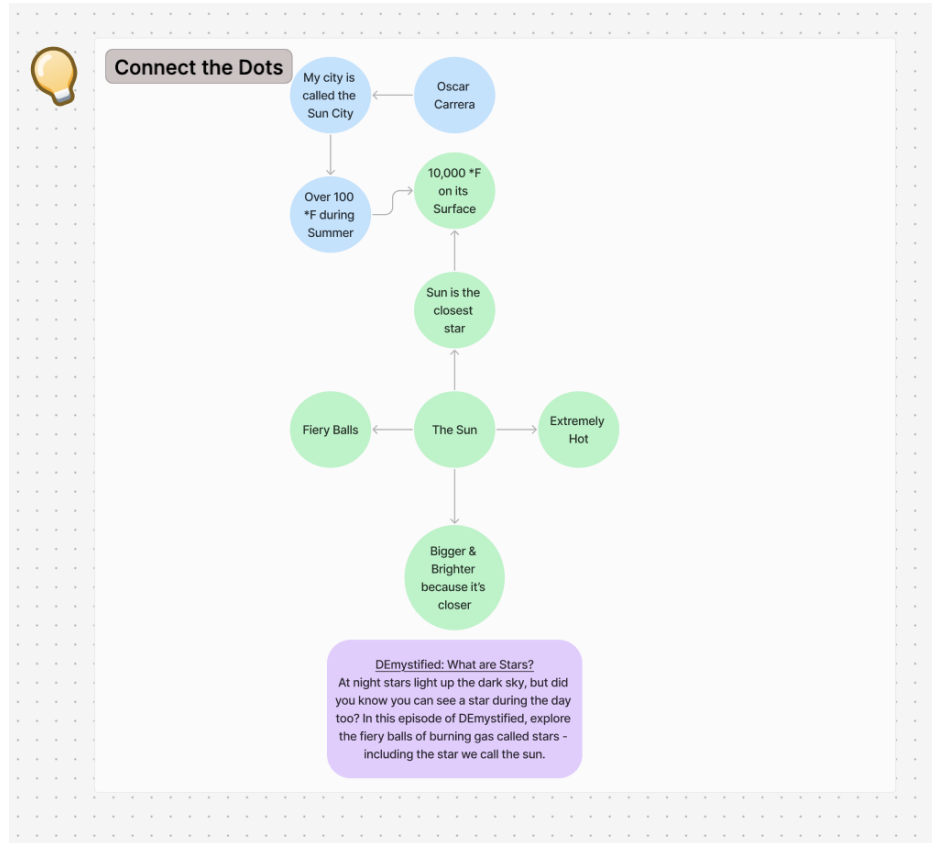 Connect the Dots
My city is
called the
Sun City
Oscar
Carrera
Over 100
*F during
Summer
10,000 *F
on its
Surface
Sun is the
closest
star
Fiery Balls
The Sun
Extremely
Hot
Bigger &
Brighter
because it's
closer
DEmystified: What are Stars?
At night stars light up the dark sky, but did
you know you can see a star during the day
too? In this episode of DEmystified, explore
the fiery balls of burning gas called stars -
including the star we call the sun.